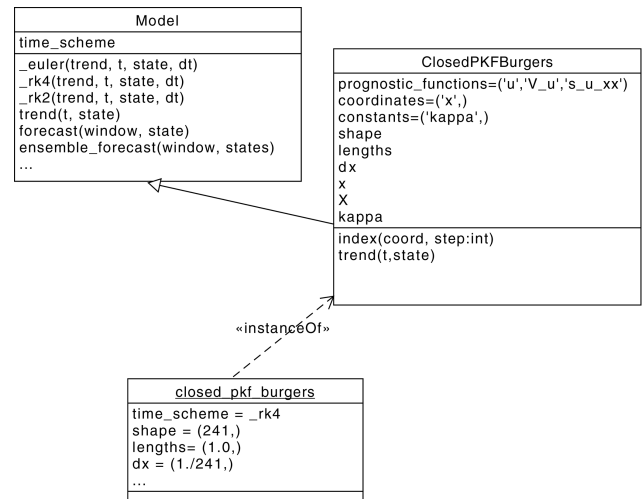 Model
time_scheme
_euler(trend, t, state, dt)
_rk4(trend, t, state, dt)
_rk2(trend, t, state, dt)
trend(t, state)
forecast(window, state)
ensemble_forecast(window, states)
...
ClosedPKFBurgers
prognostic_functions=('u','V_u','s_u_xx')
coordinates=('x',)
constants=('kappa',)
shape
lengths
dx
x
X
kappa
index(coord, step:int)
trend(t,state)
«instanceOf»
closed_pkf_burgers
time_scheme = _rk4
shape = (241,)
lengths= (1.0,)
dx = (1./241,)
...